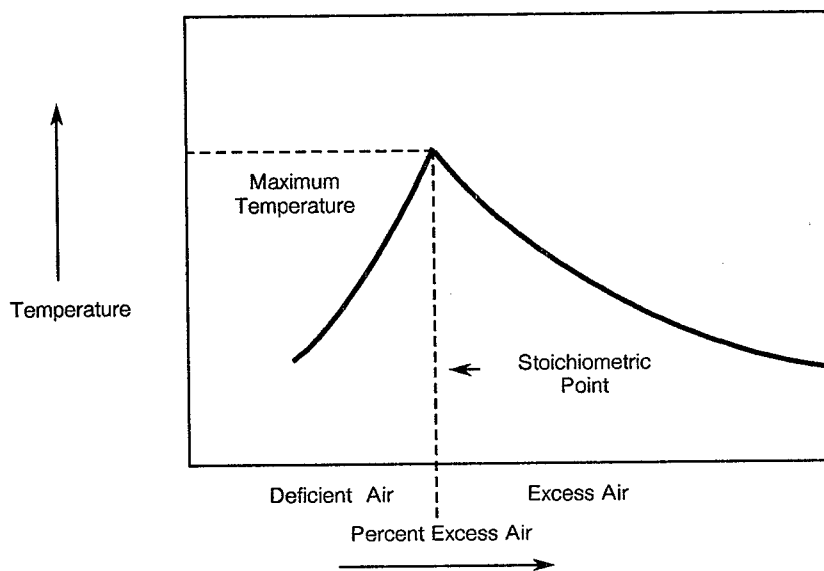 Maximum
Temperature
Temperature
Stoichiometric
Point
Deficient Air
Excess Air
Percent Excess Air